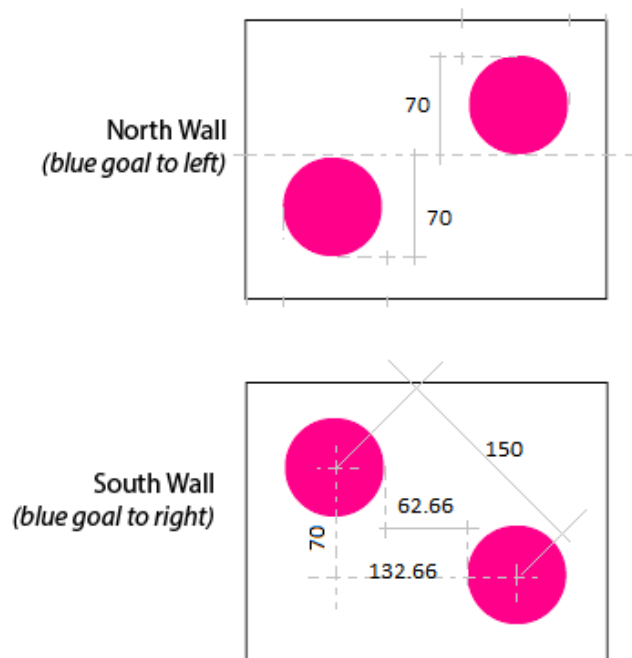 70
North Wall
(blue goal to left)
70
150
South Wall
(blue goal to right)
62.66
70
132.66